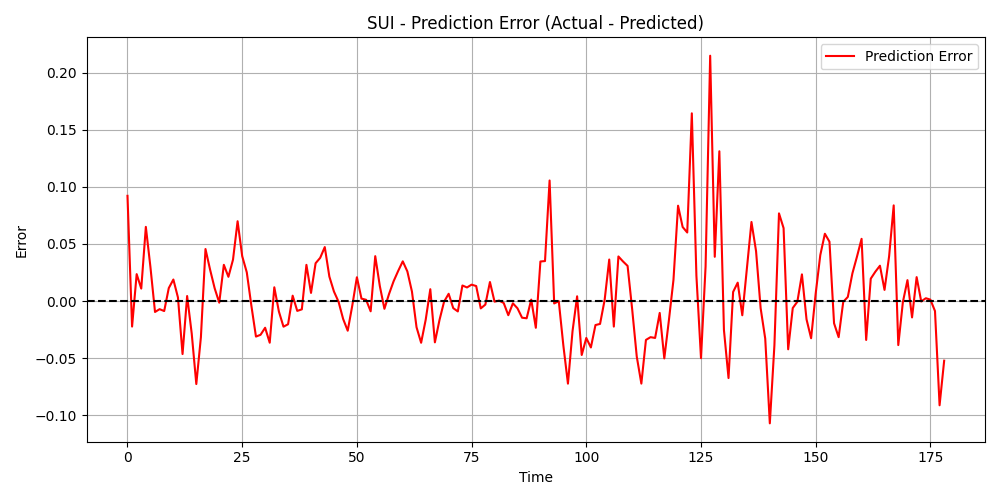 SUI - Prediction Error (Actual - Predicted)
Prediction Error
Error
0.20
0.15
0.10
0.05
0.00
−0.05
−0.10
0 25 50 75 100 125 150 175
Time